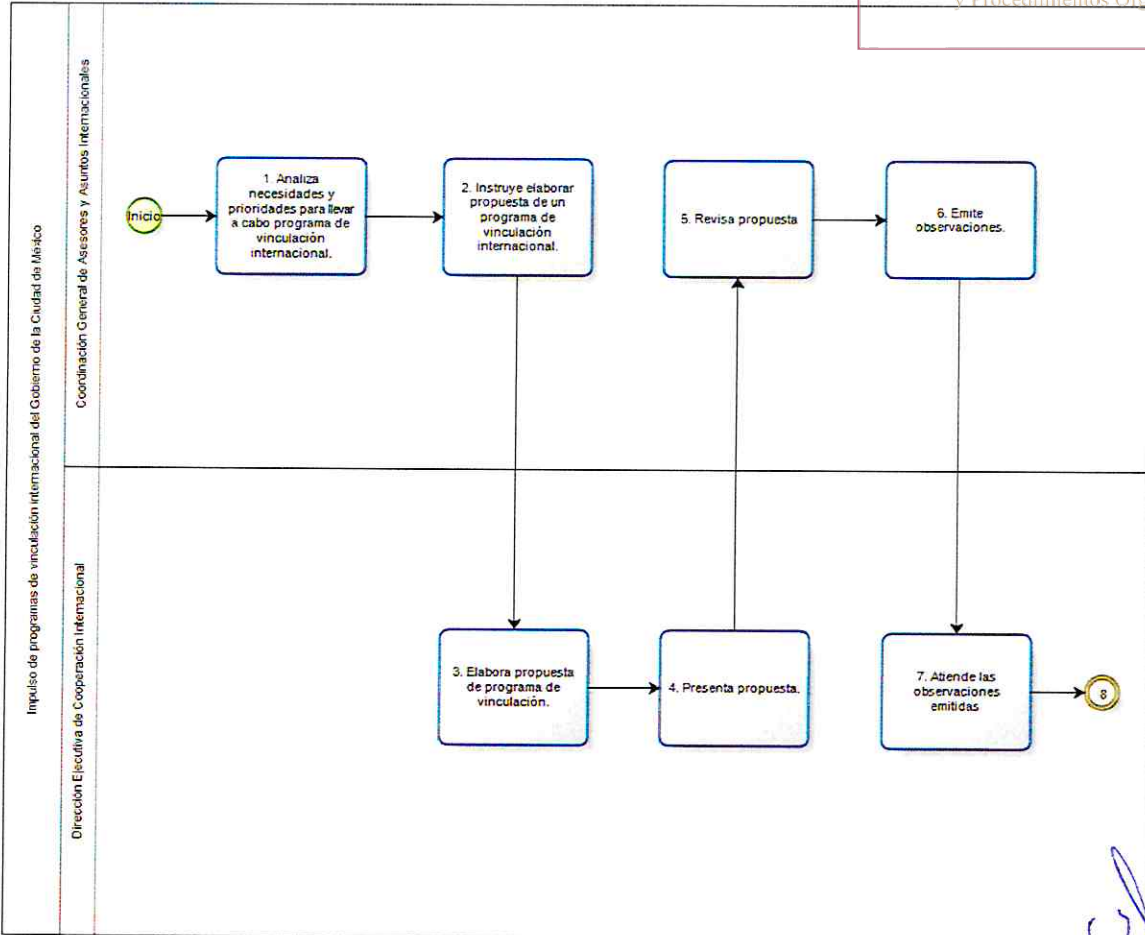 y Procedimientos Org
Impulso de programas de vinculación internacional del Gobierno de la Ciudad de México
Coordinación General de Asesores y Asuntos Internacionales
Inicio
1. Analiza
necesidades y
prioridades para llevar
a cabo programa de
vinculación
internacional.
2. Instruye elaborar
propuesta de un
programa de
vinculación
internacional.
5. Revisa propuesta
6. Emite
observaciones.
Dirección Ejecutiva de Cooperación Internacional
3. Elabora propuesta
de programa de
vinculación.
4. Presenta propuesta.
7. Atiende las
observaciones
emitidas
8